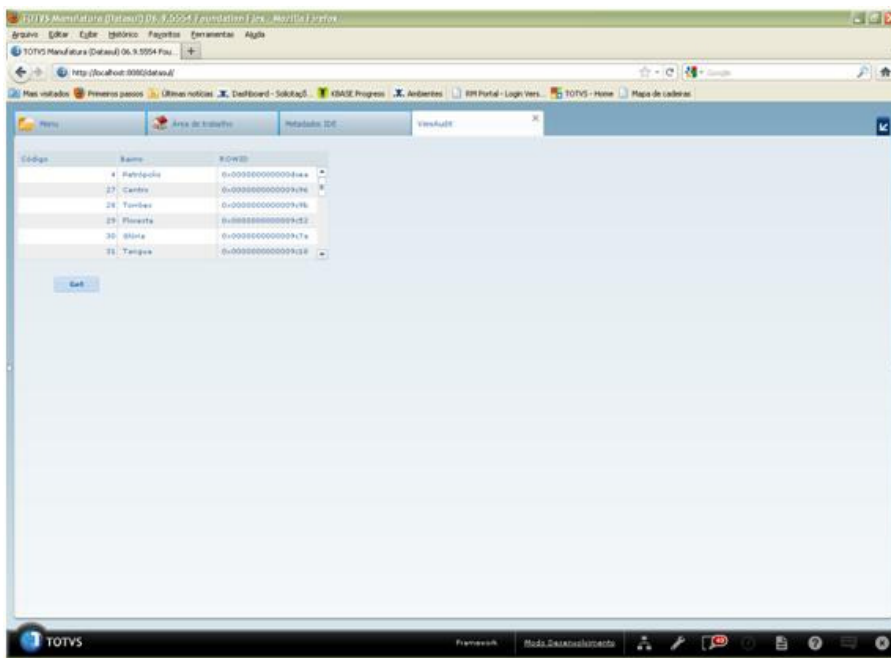 TOTVS Manufatura (Datasul) 06.9.5554 Foundation Flex - Mozilla Firefox
Arquivo Editar Exibir Histórico Favoritos Ferramentas Ajuda
TOTVS Manufatura (Datasul) 06.9.5554 Fou...
http://localhost:8080/datasul/
Google
Mais visitados Primeiros passos Últimas notícias Dashboard - Solicitaçõ... KBASE Progress Ambientes RM Portal - Login Vers... TOTVS - Home Mapa de cadeiras
Menu Área de trabalho Metadados IDE ViewAudit
Código Bairro ROWID
4 Petrópolis
27 Centro
28 Tombas
29 Floresta
30 Glória
31 Tangua
Get!
TOTVS Framework Modo Desenvolvimento